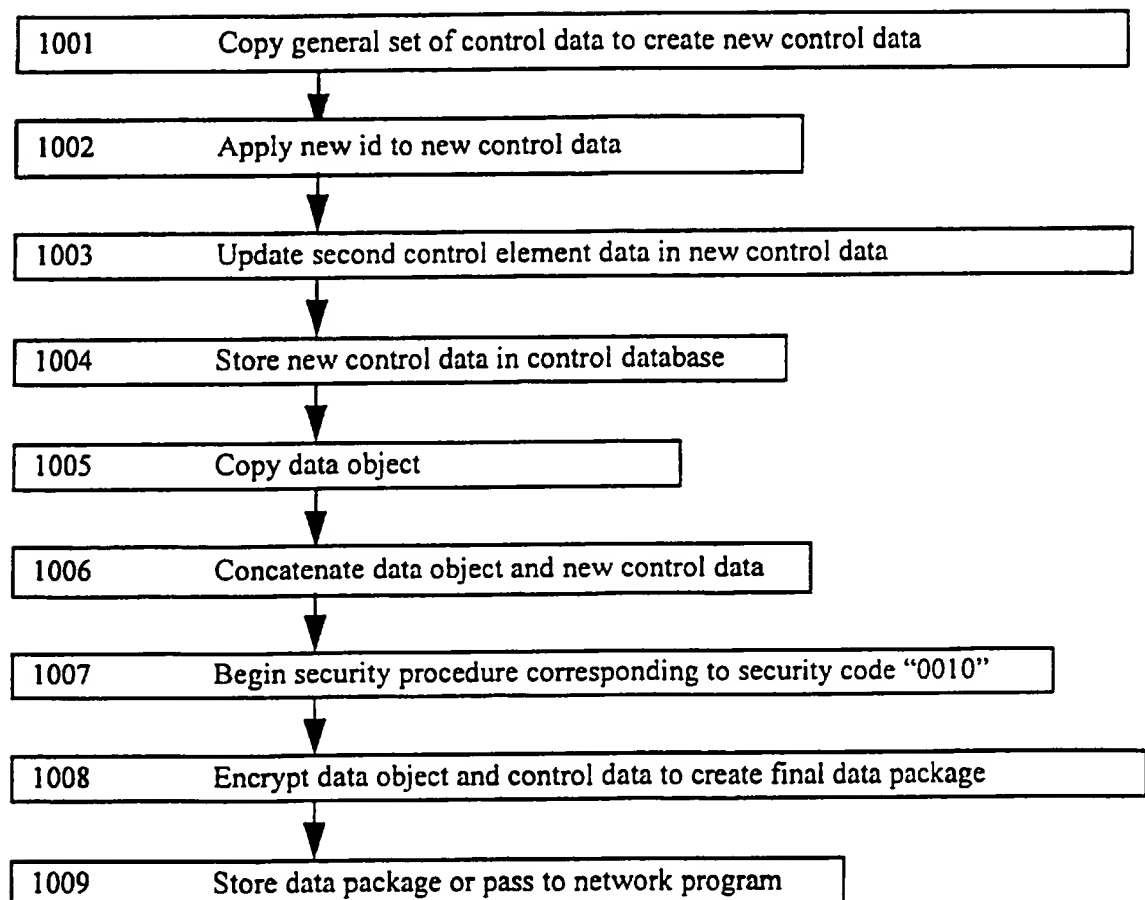 1001 Copy general set of control data to create new control data
1002 Apply new id to new control data
1003 Update second control element data in new control data
1004 Store new control data in control database
1005 Copy data object
1006 Concatenate data object and new control data
1007 Begin security procedure corresponding to security code “0010”
1008 Encrypt data object and control data to create final data package
1009 Store data package or pass to network program